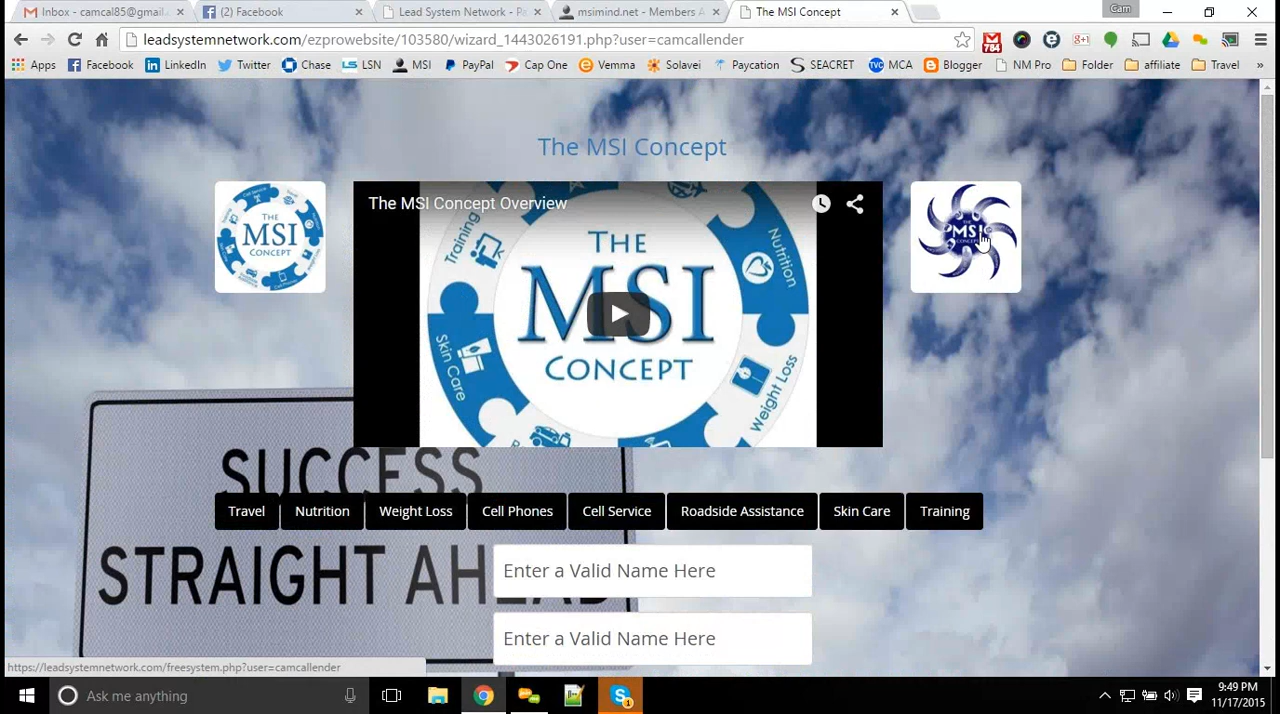 Cam
Inbox - camcal85@gmail.
(2) Facebook
Lead System Network - Pa
msimind.net - Members A
The MSI Concept
leadsystemnetwork.com/ezprowebsite/183580/wizard_1443026191.php?user=camcallender
784
Apps
Facebook
LinkedIn
Twitter
Chase
LSN
MSI
PayPal
Cap One
Vemma
Solavei
Paycation
SEACRET
MCA
Blogger
NM Pro
Folder
affiliate
Travel
»
The MSI Concept
THE
MSI
CONCEPT
The MSI Concept Overview
Training
THE
MSI
CONCEPT
Nutrition
Skin Care
Weight Loss
MSI
SUCCESS
STRAIGHT AHEAD
Travel
Nutrition
Weight Loss
Cell Phones
Cell Service
Roadside Assistance
Skin Care
Training
Enter a Valid Name Here
Enter a Valid Name Here
https://leadsystemnetwork.com/freesystem.php?user=camcallender
Ask me anything
1
9:49 PM
11/17/2015